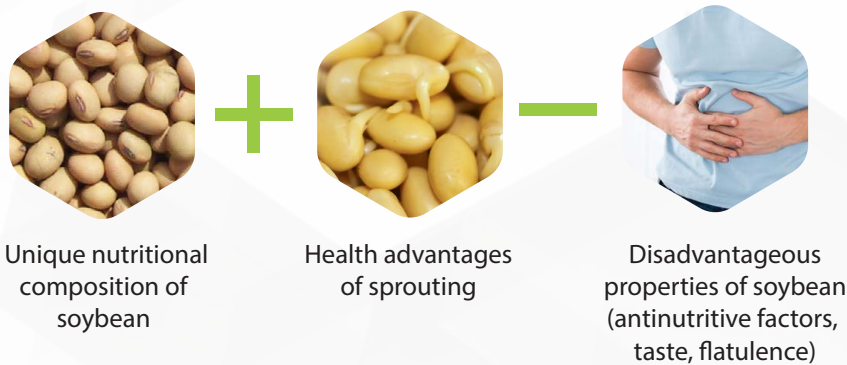 Unique nutritional
composition of
soybean
Health advantages
of sprouting
Disadvantageous
properties of soybean
(antinutritive factors,
taste, flatulence)